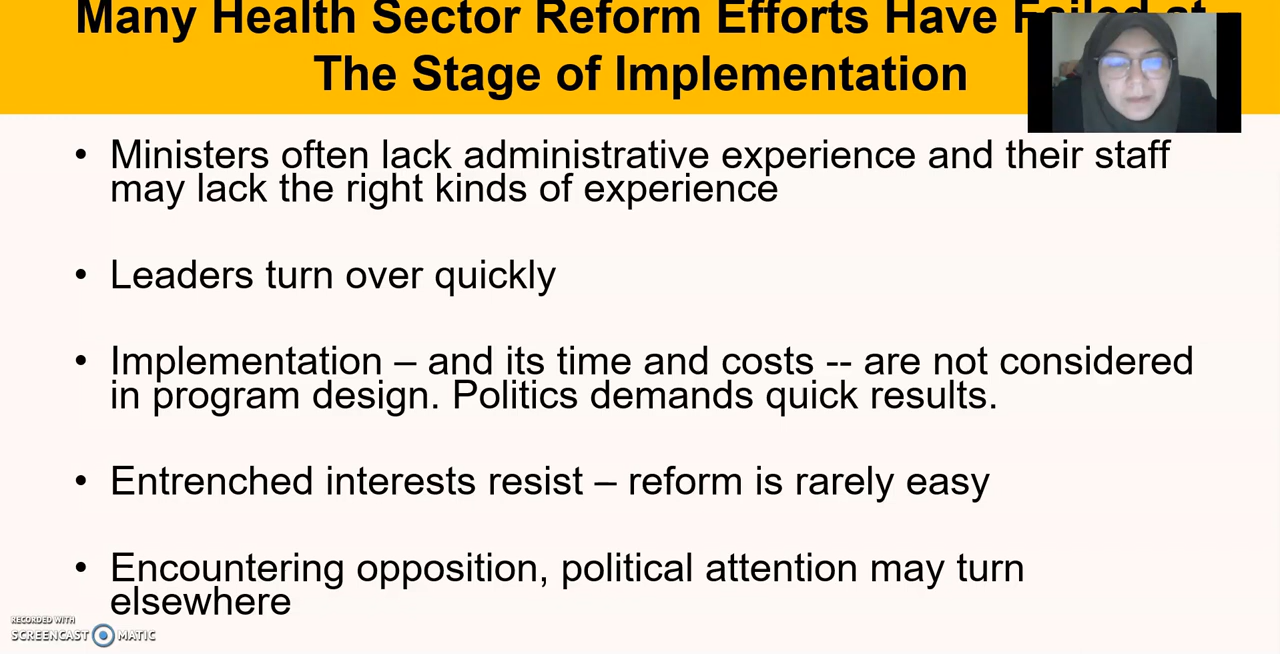 Many Health Sector Reform Efforts Have Failed at
The Stage of Implementation
• Ministers often lack administrative experience and their staff
may lack the right kinds of experience
• Leaders turn over quickly
• Implementation – and its time and costs -- are not considered
in program design. Politics demands quick results.
• Entrenched interests resist – reform is rarely easy
• Encountering opposition, political attention may turn
elsewhere
RECORDED WITH
SCREENCAST MATIC